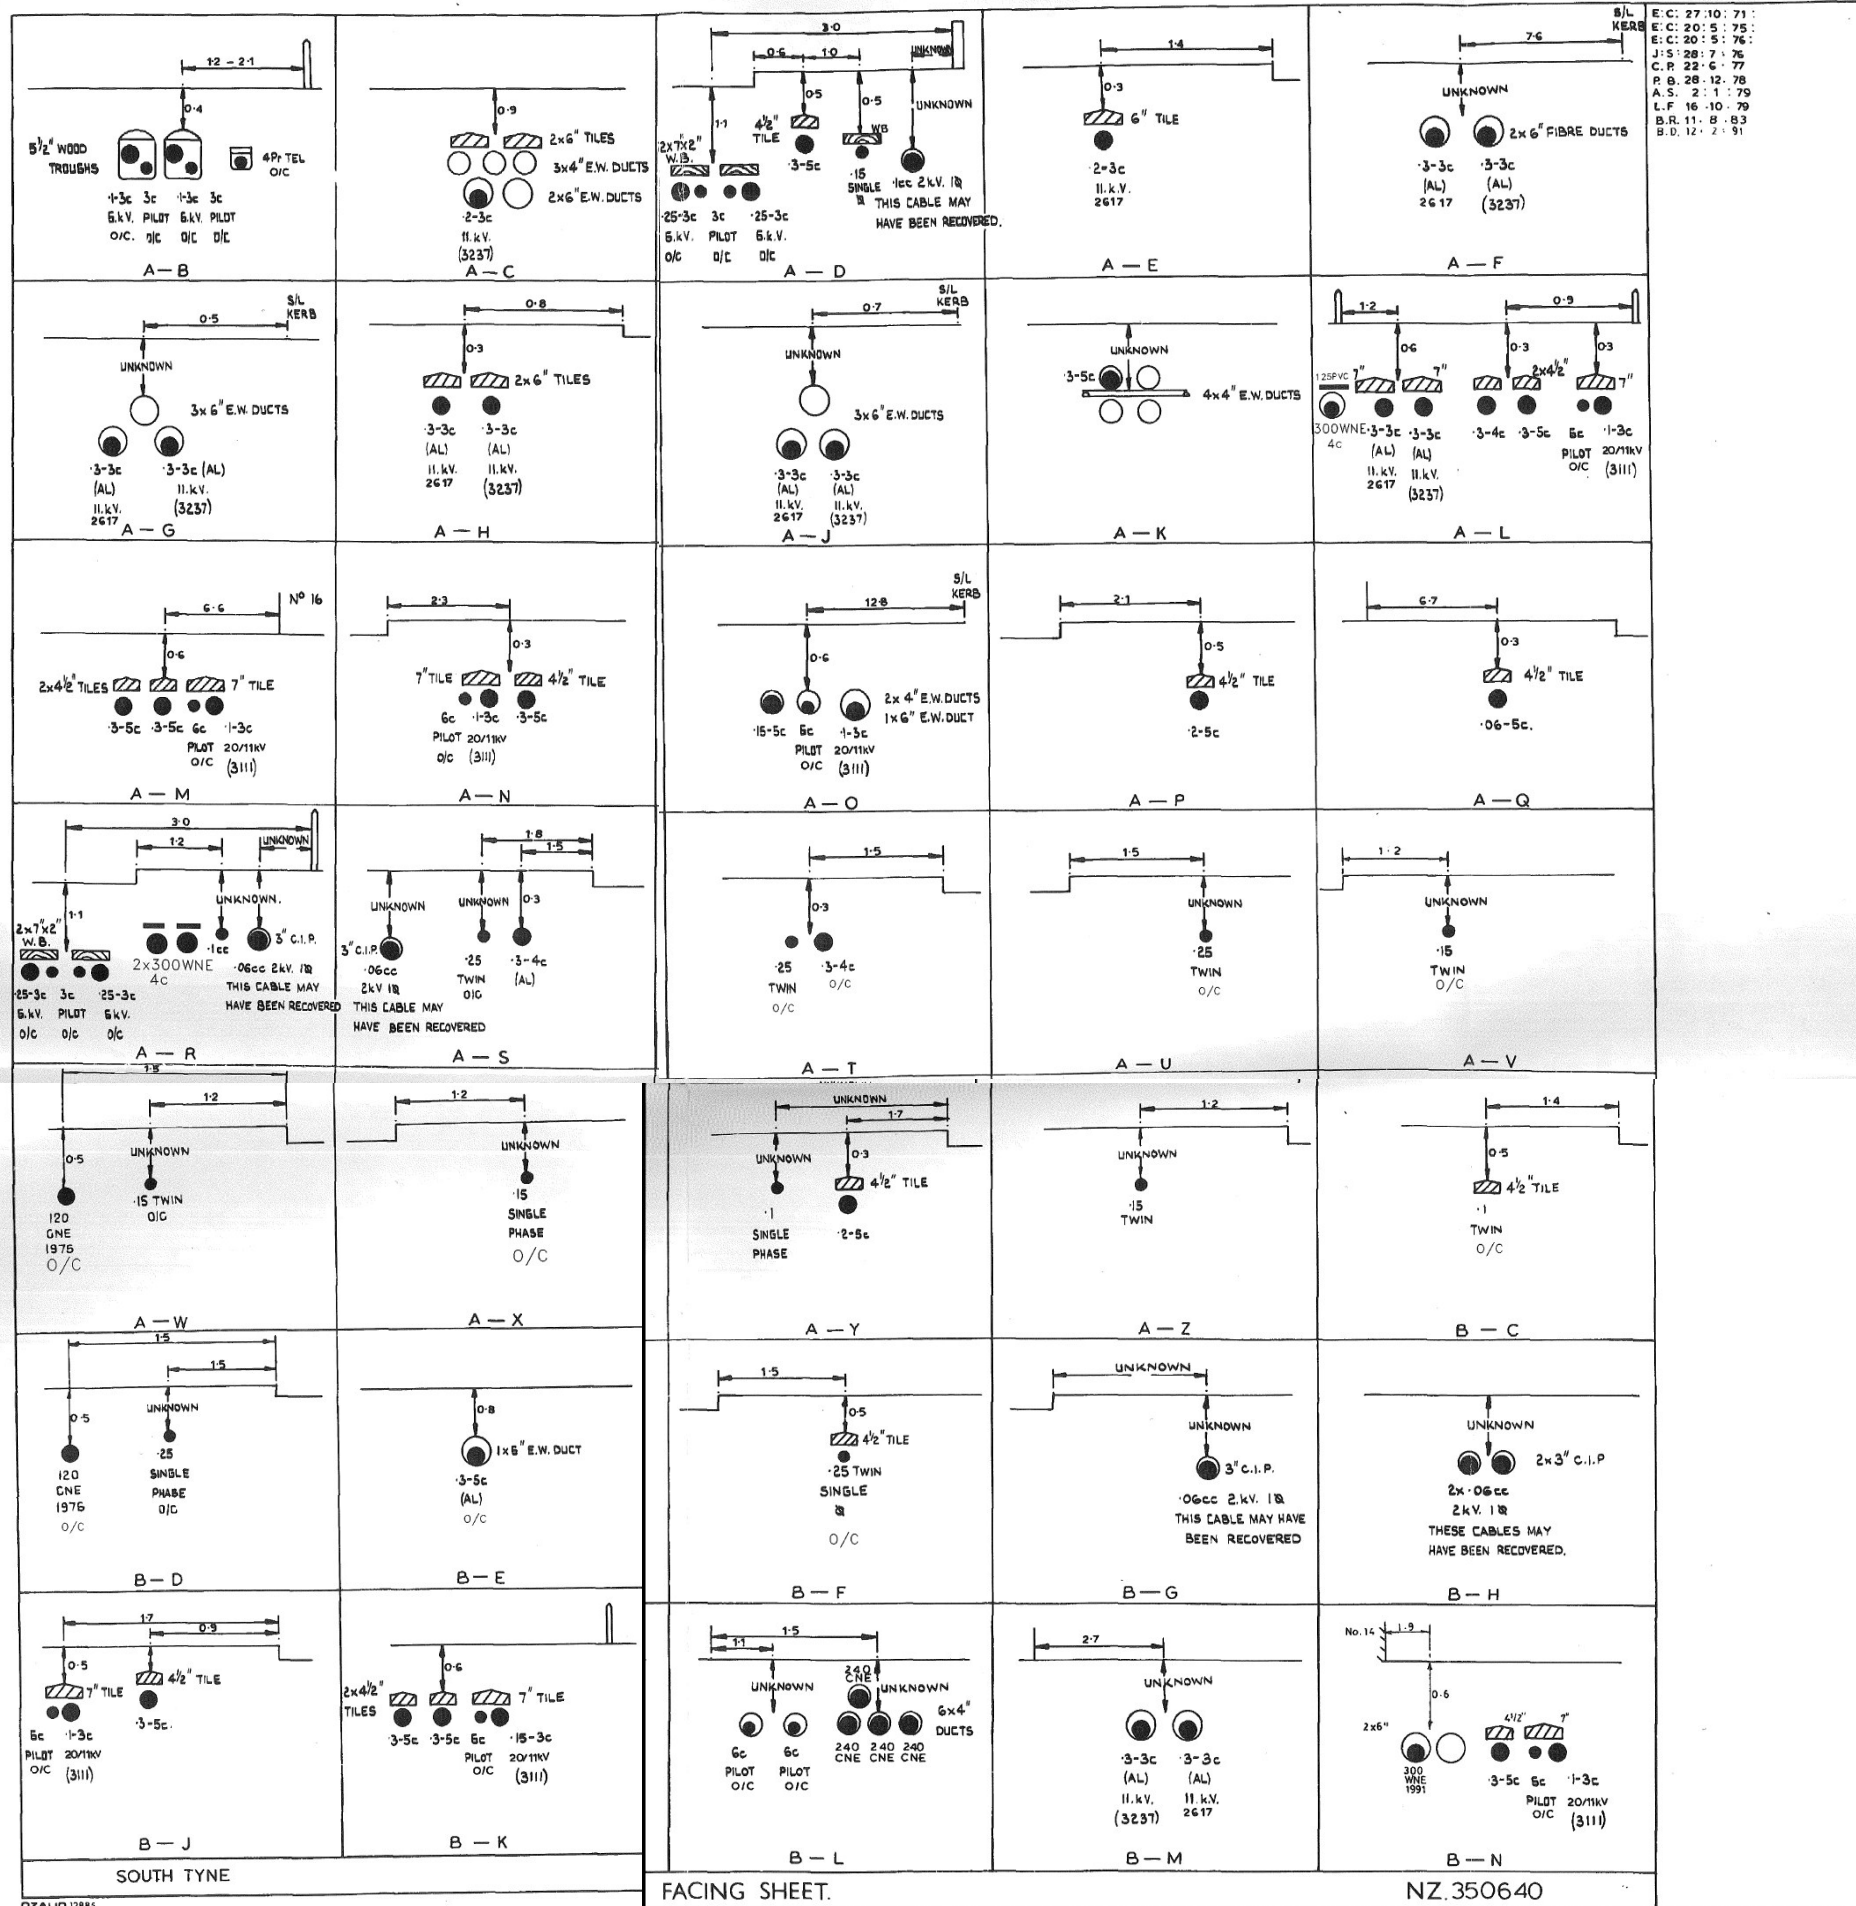 E.C. 27.10.71
E.C. 20.5.75
E.C. 20.5.76
J.S. 28.7.76
C.P. 22.6.77
P.B. 28.12.78
A.S. 2.1.79
L.F 16.10.79
B.R. 11.8.83
B.D. 12.2.91
1·2 – 2·1
0·4
5½" WOOD
TROUGHS
4Pr TEL
O/C
·1-3c 3c ·1-3c 3c
6.kV. PILOT 6.kV. PILOT
O/C. O/C O/C O/C
A — B
0·9
2x6" TILES
3x4" E.W. DUCTS
2x6" E.W. DUCTS
·2-3c
11.kV.
(3237)
A — C
3·0
0·6 1·0 UNKNOWN
0·5 0·5 UNKNOWN
1·1
4½"
TILE
WB
2x7"x2"
W.B.
·3-5c
·15
SINGLE
Ø
·1cc 2kV. 1Ø
THIS CABLE MAY
HAVE BEEN RECOVERED.
·25-3c 3c ·25-3c
6.kV. PILOT 6.k.V.
O/C O/C O/C
A — D
1·4
0·3
6" TILE
·2-3c
11.k.V.
2617
A — E
S/L
KERB
7·6
UNKNOWN
2x6" FIBRE DUCTS
·3-3c ·3-3c
(AL) (AL)
2617 (3237)
A — F
S/L
KERB
0·5
UNKNOWN
3x6" E.W. DUCTS
·3-3c ·3-3c (AL)
(AL) 11.kV.
11.kV. (3237)
2617
A — G
0·8
0·3
2x6" TILES
·3-3c ·3-3c
(AL) (AL)
11.kV. 11.kV.
2617 (3237)
A — H
S/L
KERB
0·7
UNKNOWN
3x6" E.W. DUCTS
·3-3c ·3-3c
(AL) (AL)
11.kV. 11.kV.
2617 (3237)
A — J
UNKNOWN
·3-5c
4x4" E.W. DUCTS
A — K
1·2 0·9
0·6 0·3 0·3
125PVC 7" 7" 2x4½" 7"
300WNE ·3-3c ·3-3c ·3-4c ·3-5c 6c ·1-3c
4c (AL) (AL) PILOT 20/11kV
11.kV. 11.kV. O/C (3111)
2617 (3237)
A — L
6·6
Nº 16
0·6
2x4½" TILES 7" TILE
·3-5c ·3-5c 6c ·1-3c
PILOT 20/11kV
O/C (3111)
A — M
2·3
0·3
7" TILE 4½" TILE
6c ·1-3c ·3-5c
PILOT 20/11kV
O/C (3111)
A — N
S/L
KERB
12·8
0·6
2x 4" E.W. DUCTS
1x6" E.W. DUCT
·15-5c 6c ·1-3c
PILOT 20/11kV
O/C (3111)
A — O
2·1
0·5
4½" TILE
·2-5c
A — P
6·7
0·3
4½" TILE
·06-5c.
A — Q
3·0
1·2 UNKNOWN
1·1 UNKNOWN.
2x7"x2"
W.B.
·1cc 3" C.I.P.
2x300WNE
4c
·06cc 2kV. 1Ø
THIS CABLE MAY
HAVE BEEN RECOVERED
·25-3c 3c ·25-3c
6.kV. PILOT 6kV.
O/C O/C O/C
A — R
1·8
1·5
UNKNOWN UNKNOWN 0·3
3" C.I.P.
·06cc
2kV 1Ø
THIS CABLE MAY
HAVE BEEN RECOVERED
·25
TWIN
O/C
·3-4c
(AL)
A — S
1·5
0·3
·25 ·3-4c
TWIN O/C
O/C
A — T
1·5
UNKNOWN
·25
TWIN
O/C
A — U
1·2
UNKNOWN
·15
TWIN
O/C
A — V
1·5
1·2
0·5 UNKNOWN
·15 TWIN
O/C
120
CNE
1976
O/C
A — W
1·2
UNKNOWN
·15
SINGLE
PHASE
O/C
A — X
UNKNOWN
1·7
UNKNOWN 0·3
4½" TILE
·1
SINGLE
PHASE
·2-5c
A — Y
1·2
UNKNOWN
·15
TWIN
A — Z
1·4
0·5
4½" TILE
·1
TWIN
O/C
B — C
1·5
1·5
0·5 UNKNOWN
·25
SINGLE
PHASE
O/C
120
CNE
1976
O/C
B — D
0·8
1x6" E.W. DUCT
·3-5c
(AL)
O/C
B — E
1·5
0·5
4½" TILE
·25 TWIN
SINGLE
Ø
O/C
B — F
UNKNOWN
UNKNOWN
3" C.I.P.
·06cc 2.kV. 1Ø
THIS CABLE MAY HAVE
BEEN RECOVERED
B — G
UNKNOWN
2x3" C.I.P
2x ·06cc
2kV. 1Ø
THESE CABLES MAY
HAVE BEEN RECOVERED.
B — H
1·7
0·9
0·5
7" TILE 4½" TILE
6c ·1-3c ·3-5c.
PILOT 20/11kV
O/C (3111)
B — J
0·6
2x4½"
TILES
7" TILE
·3-5c ·3-5c 6c ·15-3c
PILOT 20/11kV
O/C (3111)
B — K
1·5
1·1
240
CNE
UNKNOWN UNKNOWN
6x4"
DUCTS
6c 6c 240 240 240
PILOT PILOT CNE CNE CNE
O/C O/C
B — L
2·7
UNKNOWN
·3-3c ·3-3c
(AL) (AL)
11.kV. 11.k.V.
(3237) 2617
B — M
No. 14 1·9
0·6
2x6" 4½" 7"
300
WNE
1991
·3-5c 6c ·1-3c
PILOT 20/11kV
O/C (3111)
B — N
SOUTH TYNE
FACING SHEET.
NZ.350640